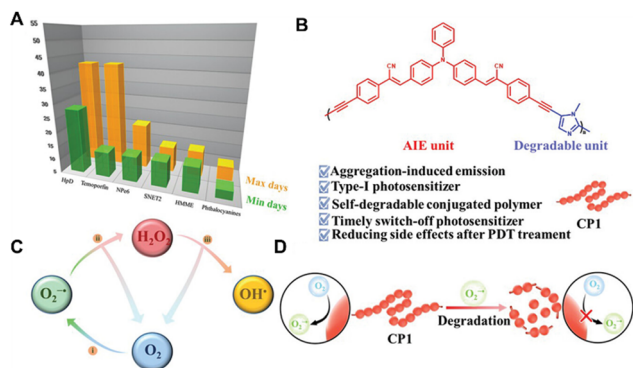 A
55
50
45
40
35
30
25
20
15
10
5
HpD
Temoporfin
NPe6
SNET2
HMME
Phthalocyanines
Max days
Min days
B
CN
N
CN
N
N
n
AIE unit
Degradable unit
Aggregation-induced emission
Type-I photosensitizer
Self-degradable conjugated polymer
Timely switch-off photosensitizer
Reducing side effects after PDT treament
CP1
C
ii
H₂O₂
iii
O₂⁻•
OH•
i
O₂
D
O₂
O₂⁻•
CP1
O₂⁻•
Degradation
O₂
O₂⁻•